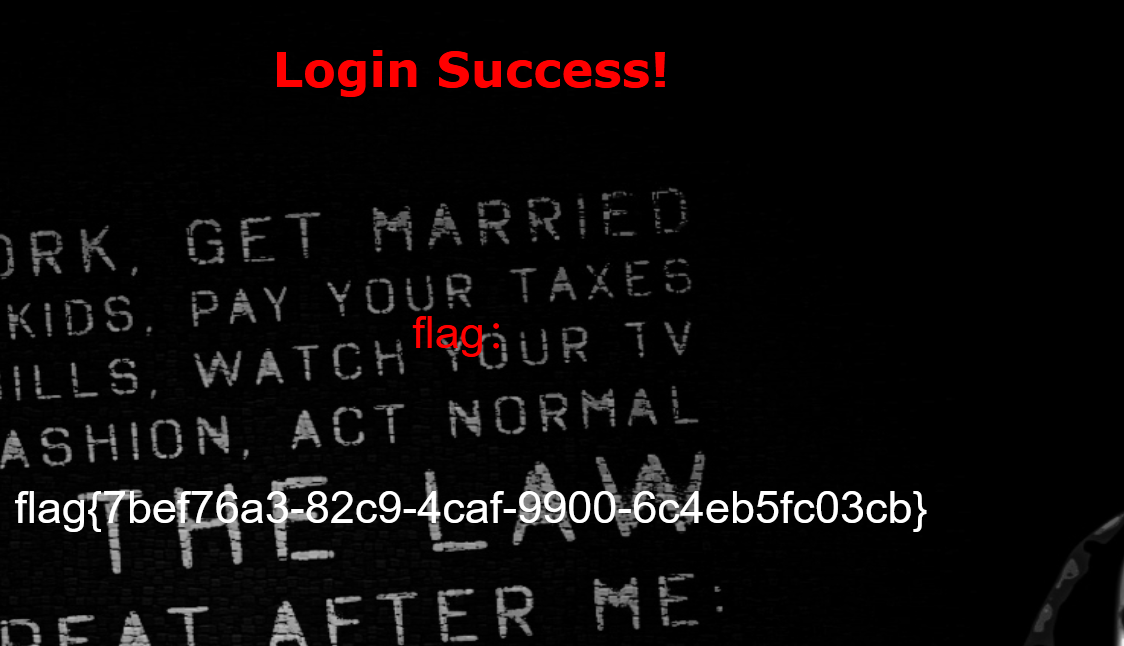 Login Success!
ORK, GET MARRIED
KIDS, PAY YOUR TAXES
ILLS, WATCH YOUR TV
flag:
ASHION, ACT NORMAL
THE LAW
flag{7bef76a3-82c9-4caf-9900-6c4eb5fc03cb}
PEAT AFTER ME: